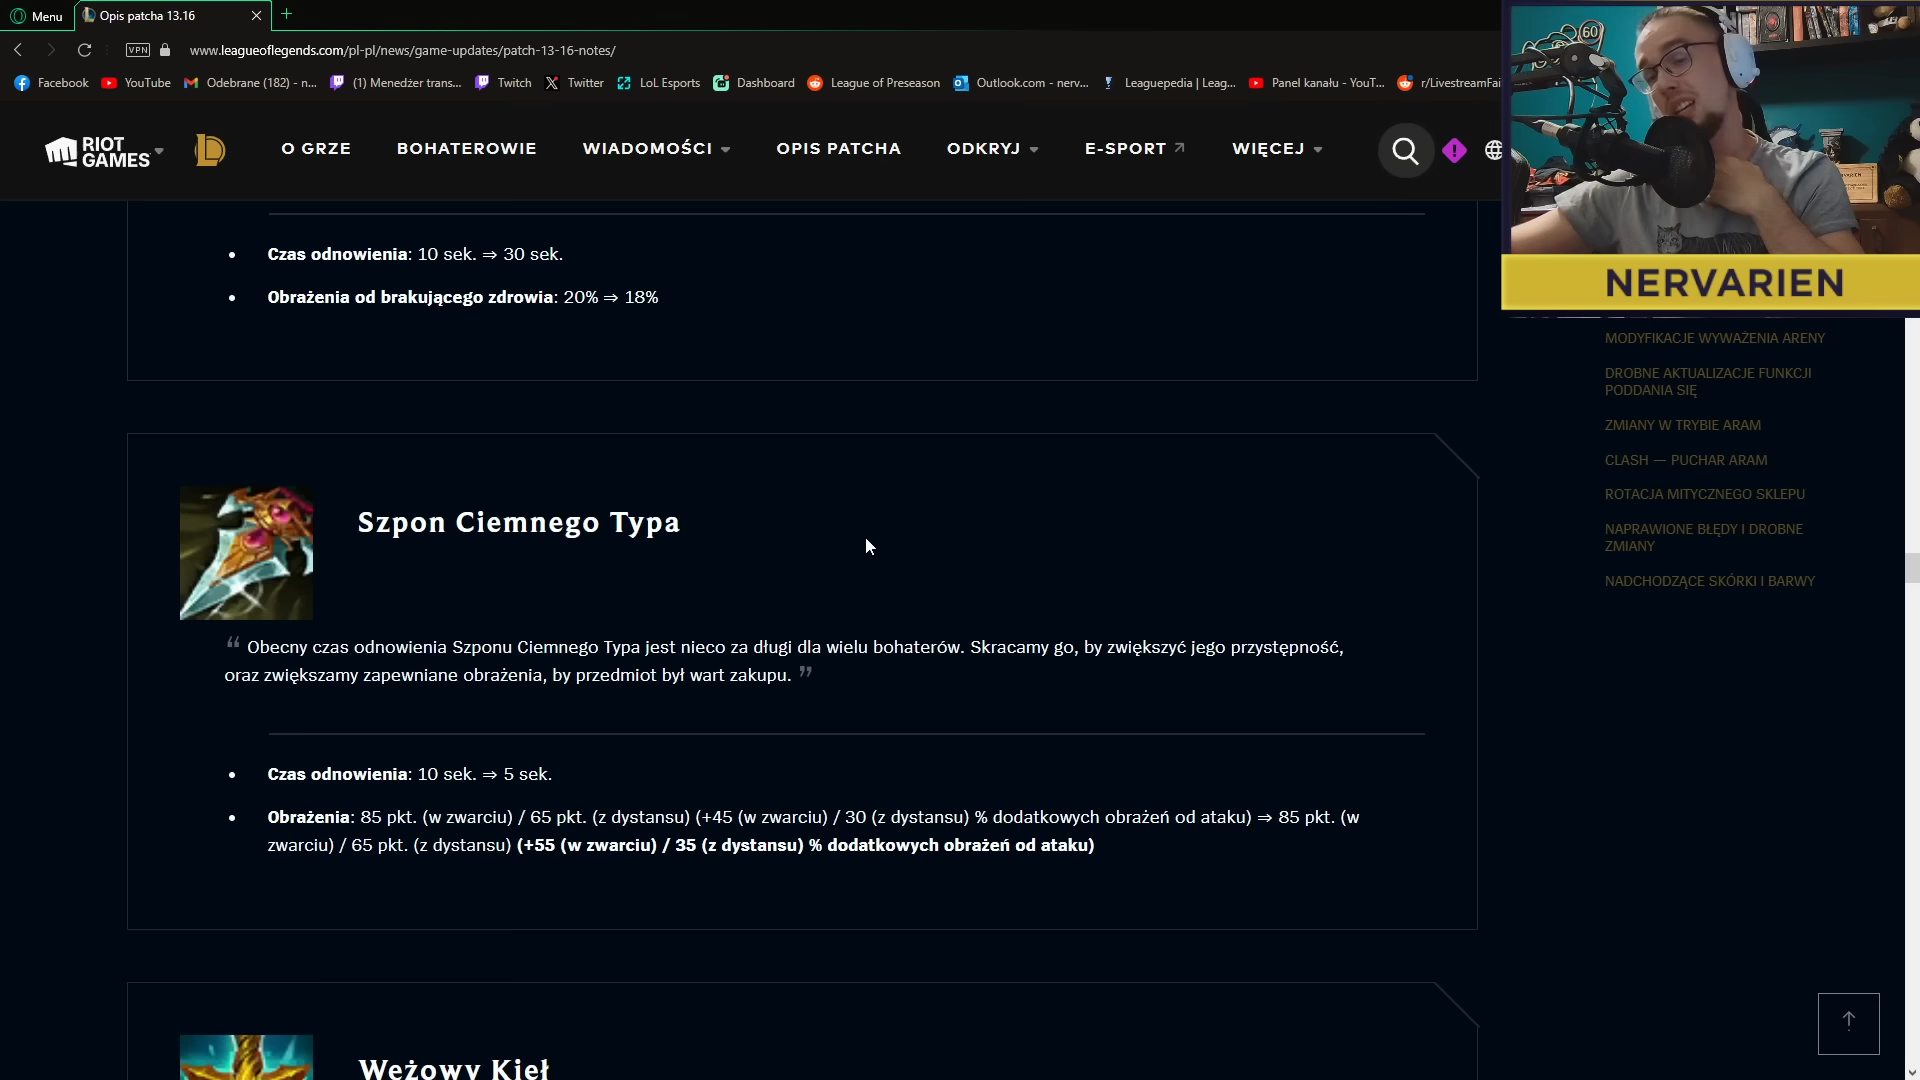 Menu
Opis patcha 13.16
VPN
www.leagueoflegends.com/pl-pl/news/game-updates/patch-13-16-notes/
Facebook
YouTube
Odebrane (182) - n...
(1) Menedżer trans...
Twitch
Twitter
LoL Esports
Dashboard
League of Preseason
Outlook.com - nerv...
Leaguepedia | Leag...
Panel kanału - YouT...
r/LivestreamFai
RIOT
GAMES
O GRZE
BOHATEROWIE
WIADOMOŚCI
OPIS PATCHA
ODKRYJ
E-SPORT
WIĘCEJ
60
NERVARIEN
• Czas odnowienia: 10 sek. ⇒ 30 sek.
• Obrażenia od brakującego zdrowia: 20% ⇒ 18%
Szpon Ciemnego Typa
“ Obecny czas odnowienia Szponu Ciemnego Typa jest nieco za długi dla wielu bohaterów. Skracamy go, by zwiększyć jego przystępność,
oraz zwiększamy zapewniane obrażenia, by przedmiot był wart zakupu. ”
• Czas odnowienia: 10 sek. ⇒ 5 sek.
• Obrażenia: 85 pkt. (w zwarciu) / 65 pkt. (z dystansu) (+45 (w zwarciu) / 30 (z dystansu) % dodatkowych obrażeń od ataku) ⇒ 85 pkt. (w
zwarciu) / 65 pkt. (z dystansu) (+55 (w zwarciu) / 35 (z dystansu) % dodatkowych obrażeń od ataku)
Wężowy Kieł
MODYFIKACJE WYWAŻENIA ARENY
DROBNE AKTUALIZACJE FUNKCJI
PODDANIA SIĘ
ZMIANY W TRYBIE ARAM
CLASH — PUCHAR ARAM
ROTACJA MITYCZNEGO SKLEPU
NAPRAWIONE BŁĘDY I DROBNE
ZMIANY
NADCHODZĄCE SKÓRKI I BARWY